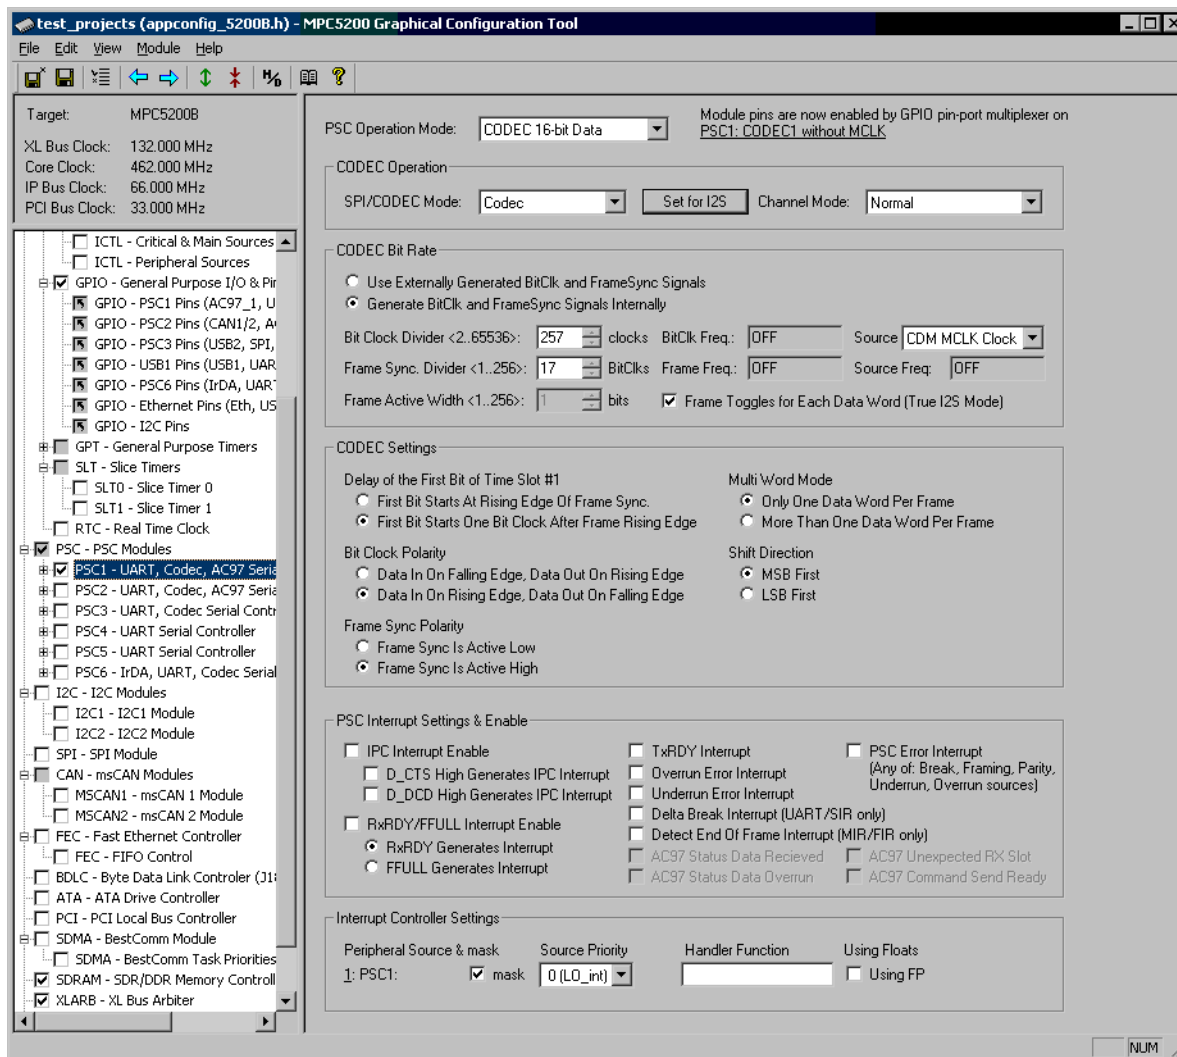 test_projects (appconfig_5200B.h) - MPC5200 Graphical Configuration Tool
File Edit View Module Help
Target: MPC5200B
XL Bus Clock: 132.000 MHz
Core Clock: 462.000 MHz
IP Bus Clock: 66.000 MHz
PCI Bus Clock: 33.000 MHz
ICTL - Critical & Main Sources
ICTL - Peripheral Sources
GPIO - General Purpose I/O & Pin
GPIO - PSC1 Pins (AC97_1, U
GPIO - PSC2 Pins (CAN1/2, A
GPIO - PSC3 Pins (USB2, SPI,
GPIO - USB1 Pins (USB1, UAR
GPIO - PSC6 Pins (IrDA, UAR
GPIO - Ethernet Pins (Eth, US
GPIO - I2C Pins
GPT - General Purpose Timers
SLT - Slice Timers
SLT0 - Slice Timer 0
SLT1 - Slice Timer 1
RTC - Real Time Clock
PSC - PSC Modules
PSC1 - UART, Codec, AC97 Seria
PSC2 - UART, Codec, AC97 Seria
PSC3 - UART, Codec Serial Contr
PSC4 - UART Serial Controller
PSC5 - UART Serial Controller
PSC6 - IrDA, UART, Codec Serial
I2C - I2C Modules
I2C1 - I2C1 Module
I2C2 - I2C2 Module
SPI - SPI Module
CAN - msCAN Modules
MSCAN1 - msCAN 1 Module
MSCAN2 - msCAN 2 Module
FEC - Fast Ethernet Controller
FEC - FIFO Control
BDLC - Byte Data Link Controler (J18
ATA - ATA Drive Controller
PCI - PCI Local Bus Controller
SDMA - BestComm Module
SDMA - BestComm Task Priorities
SDRAM - SDR/DDR Memory Controll
XLARB - XL Bus Arbiter
PSC Operation Mode: CODEC 16-bit Data
Module pins are now enabled by GPIO pin-port multiplexer on
PSC1: CODEC1 without MCLK
CODEC Operation
SPI/CODEC Mode: Codec Set for I2S Channel Mode: Normal
CODEC Bit Rate
Use Externally Generated BitClk and FrameSync Signals
Generate BitClk and FrameSync Signals Internally
Bit Clock Divider <2..65536>: 257 clocks BitClk Freq.: OFF Source CDM MCLK Clock
Frame Sync. Divider <1..256>: 17 BitClks Frame Freq.: OFF Source Freq: OFF
Frame Active Width <1..256>: 1 bits Frame Toggles for Each Data Word (True I2S Mode)
CODEC Settings
Delay of the First Bit of Time Slot #1
First Bit Starts At Rising Edge Of Frame Sync.
First Bit Starts One Bit Clock After Frame Rising Edge
Multi Word Mode
Only One Data Word Per Frame
More Than One Data Word Per Frame
Bit Clock Polarity
Data In On Falling Edge, Data Out On Rising Edge
Data In On Rising Edge, Data Out On Falling Edge
Shift Direction
MSB First
LSB First
Frame Sync Polarity
Frame Sync Is Active Low
Frame Sync Is Active High
PSC Interrupt Settings & Enable
IPC Interrupt Enable
D_CTS High Generates IPC Interrupt
D_DCD High Generates IPC Interrupt
RxRDY/FFULL Interrupt Enable
RxRDY Generates Interrupt
FFULL Generates Interrupt
TxRDY Interrupt
Overrun Error Interrupt
Underrun Error Interrupt
Delta Break Interrupt (UART/SIR only)
Detect End Of Frame Interrupt (MIR/FIR only)
AC97 Status Data Recieved
AC97 Status Data Overrun
PSC Error Interrupt
(Any of: Break, Framing, Parity,
Underrun, Overrun sources)
AC97 Unexpected RX Slot
AC97 Command Send Ready
Interrupt Controller Settings
Peripheral Source & mask Source Priority Handler Function Using Floats
1: PSC1: mask 0 (LO_int) Using FP
NUM